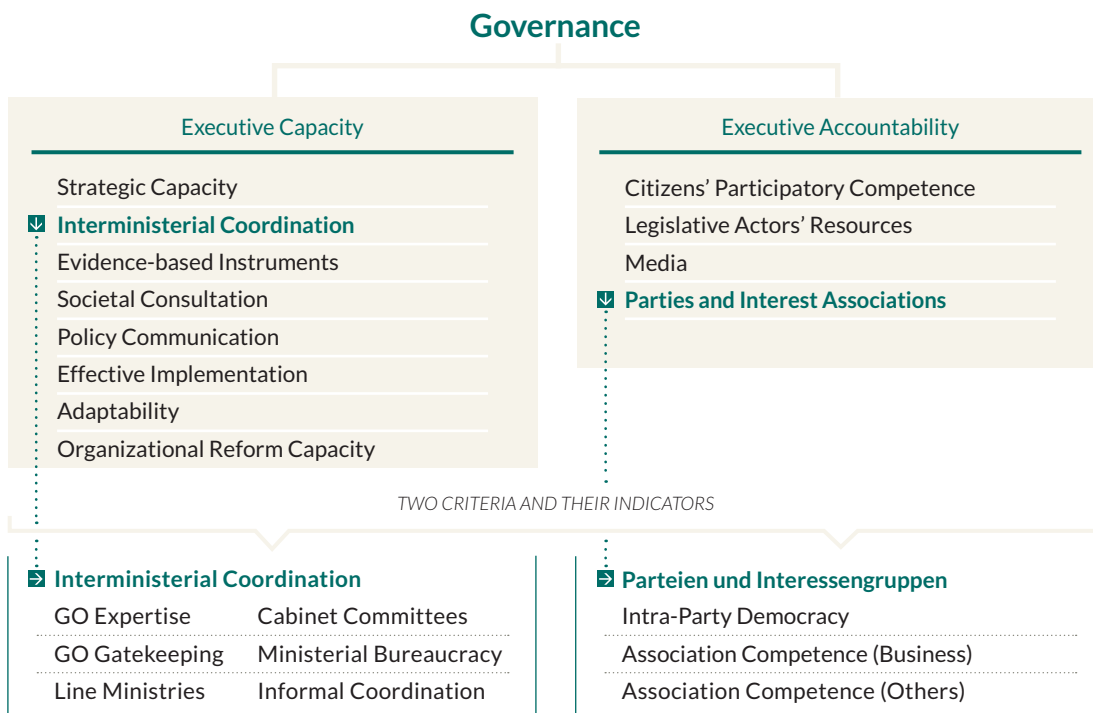 Governance
Executive Capacity
Strategic Capacity
Interministerial Coordination
Evidence-based Instruments
Societal Consultation
Policy Communication
Effective Implementation
Adaptability
Organizational Reform Capacity
Executive Accountability
Citizens’ Participatory Competence
Legislative Actors’ Resources
Media
Parties and Interest Associations
TWO CRITERIA AND THEIR INDICATORS
Interministerial Coordination
GO Expertise Cabinet Committees
GO Gatekeeping Ministerial Bureaucracy
Line Ministries Informal Coordination
Parteien und Interessengruppen
Intra-Party Democracy
Association Competence (Business)
Association Competence (Others)